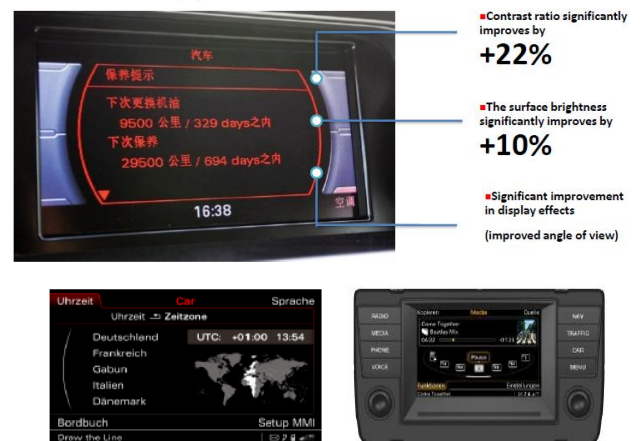 汽车
保养提示
下次更换机油
9500 公里 / 329 days之内
下次保养
29500 公里 / 694 days之内
16:38
空调
■Contrast ratio significantly
improves by
+22%
■The surface brightness
significantly improves by
+10%
■Significant improvement
in display effects
(improved angle of view)
Uhrzeit Car Sprache
Uhrzeit Zeitzone
Deutschland UTC: +01:00 13:54
Frankreich
Gabun
Italien
Dänemark
Bordbuch Setup MMI
Draw the Line
Kopieren Media Quelle
RADIO
MEDIA
PHONE
VOICE
Come Together
Beatles Mix
04:22 -01:23
Pause
Funktionen Einstellungen
Come Together
NAV
TRAFFIC
CAR
MENU